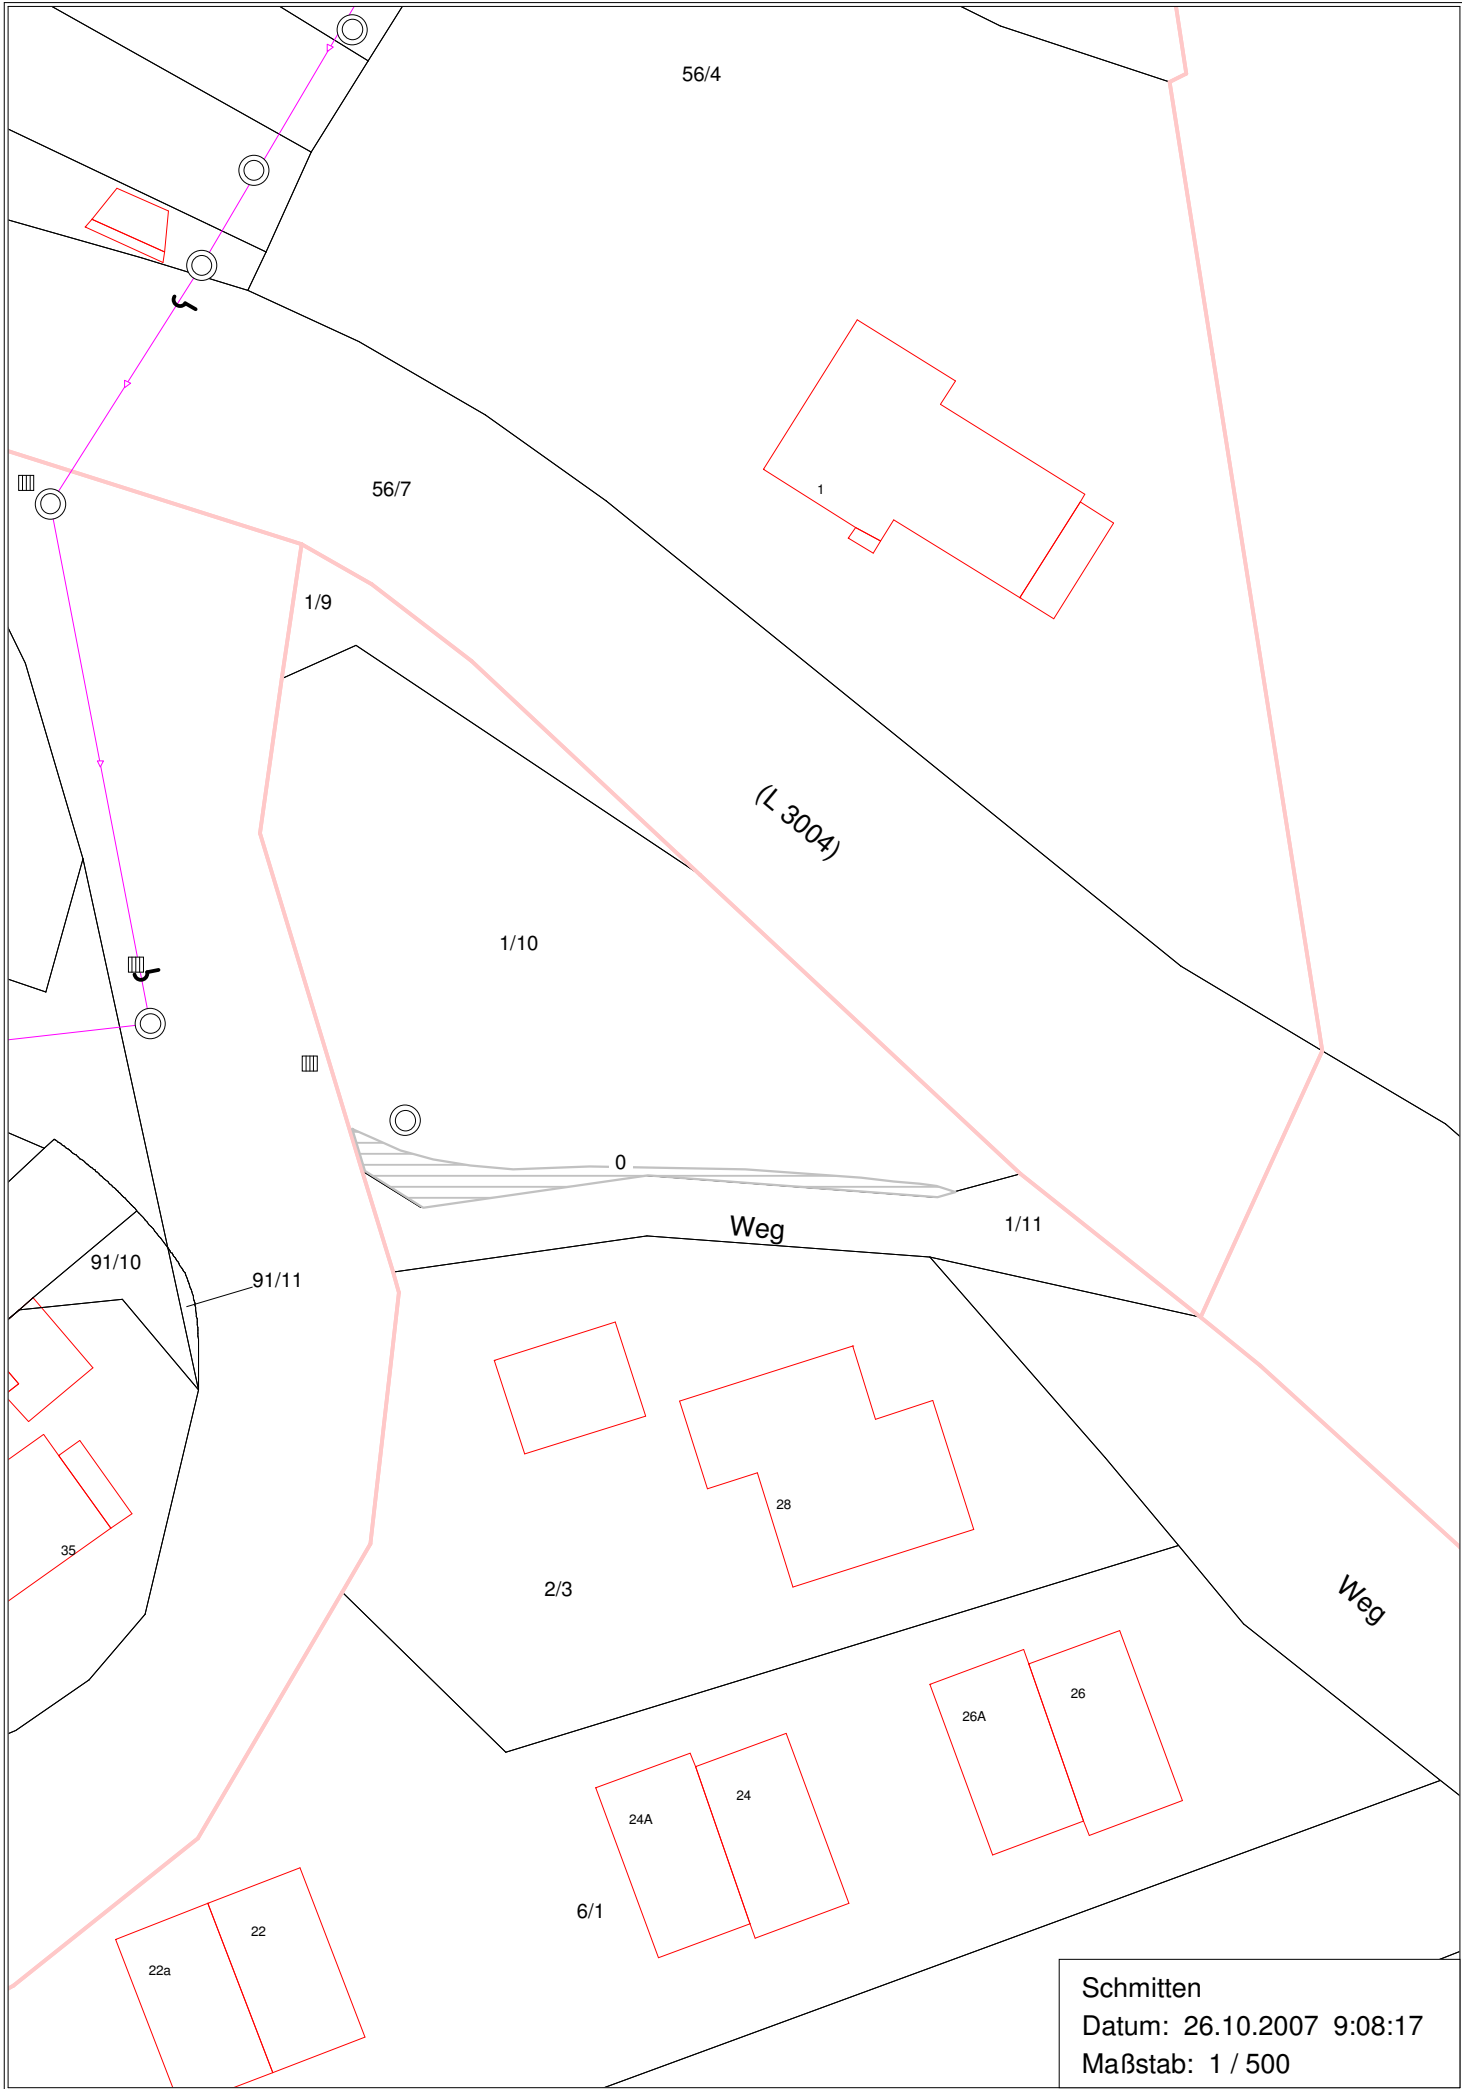 56/4
56/7
1
1/9
(L 3004)
1/10
0
Weg
1/11
91/10
91/11
28
35
2/3
Weg
26
26A
24
24A
6/1
22
22a
Schmitten
Datum: 26.10.2007 9:08:17
Maßstab: 1 / 500